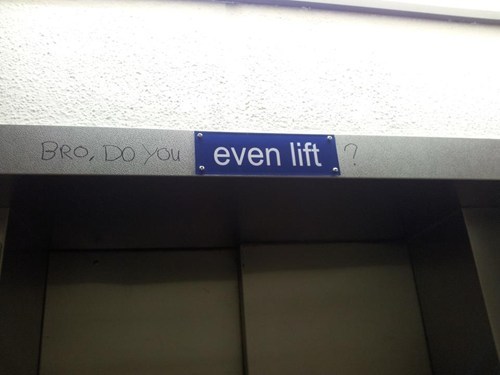 BRO, DO YOU even lift ?